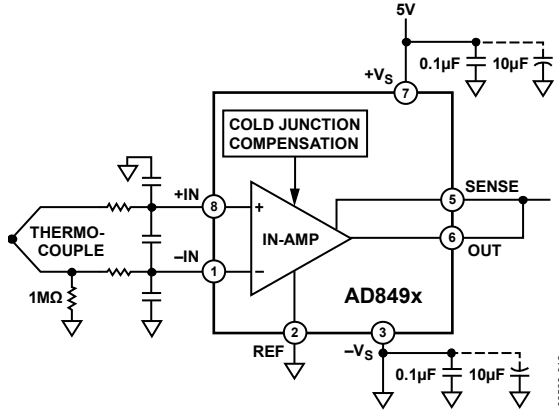 5V
0.1µF
10µF
+VS
7
COLD JUNCTION
COMPENSATION
+IN
8
+
5
SENSE
THERMO-
COUPLE
IN-AMP
6
OUT
–IN
1
–
1MΩ
AD849x
2
3
REF
–VS
0.1µF
10µF